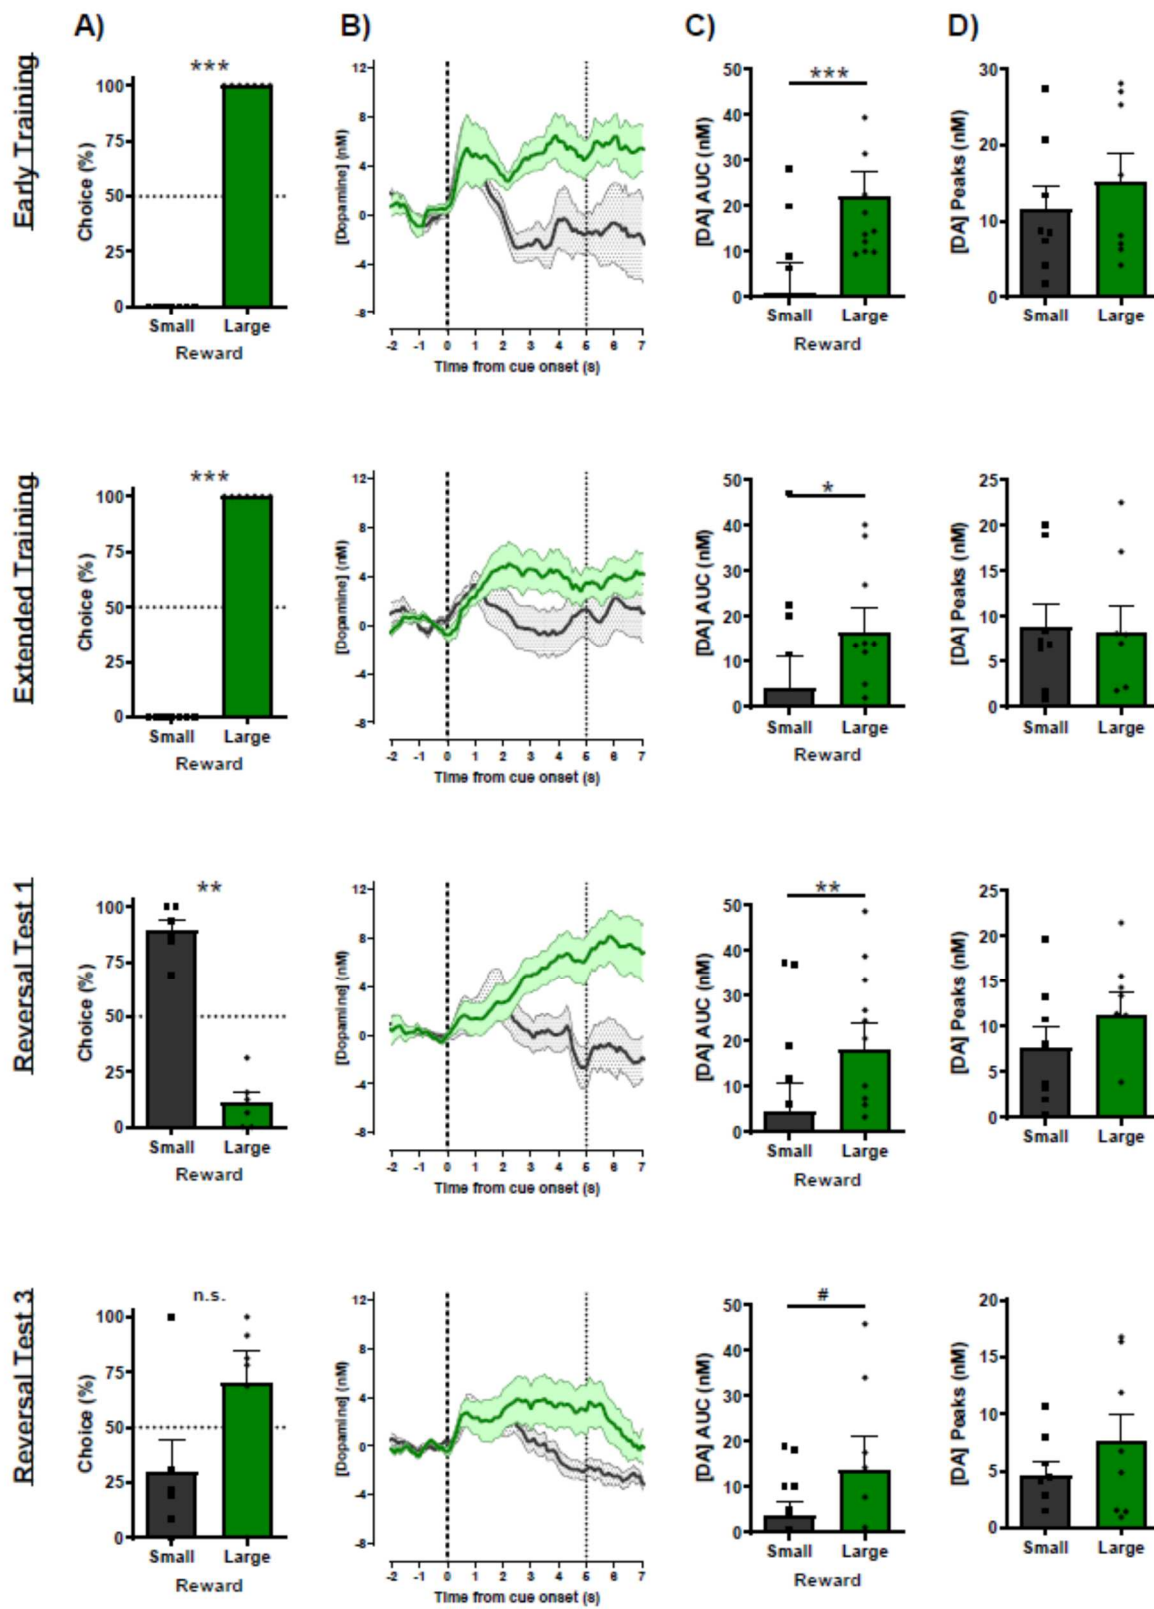 A)
B)
C)
D)
Early Training
***
100
75
50
25
0
Choice (%)
Small
Large
Reward
12
8
4
0
-4
-8
[Dopamine] (nM)
-2 -1 0 1 2 3 4 5 6 7
Time from cue onset (s)
***
50
40
30
20
10
0
[DA] AUC (nM)
Small
Large
Reward
30
20
10
0
[DA] Peaks (nM)
Small
Large
Extended Training
***
100
75
50
25
0
Choice (%)
Small
Large
Reward
12
8
4
0
-4
-8
[Dopamine] (nM)
-2 -1 0 1 2 3 4 5 6 7
Time from cue onset (s)
*
50
40
30
20
10
0
[DA] AUC (nM)
Small
Large
Reward
25
20
15
10
5
0
[DA] Peaks (nM)
Small
Large
Reversal Test 1
**
100
75
50
25
0
Choice (%)
Small
Large
Reward
12
8
4
0
-4
-8
[Dopamine] (nM)
-2 -1 0 1 2 3 4 5 6 7
Time from cue onset (s)
**
50
40
30
20
10
0
[DA] AUC (nM)
Small
Large
Reward
25
20
15
10
5
0
[DA] Peaks (nM)
Small
Large
Reversal Test 3
n.s.
100
75
50
25
0
Choice (%)
Small
Large
Reward
12
8
4
0
-4
-8
[Dopamine] (nM)
-2 -1 0 1 2 3 4 5 6 7
Time from cue onset (s)
#
50
40
30
20
10
0
[DA] AUC (nM)
Small
Large
Reward
20
15
10
5
0
[DA] Peaks (nM)
Small
Large